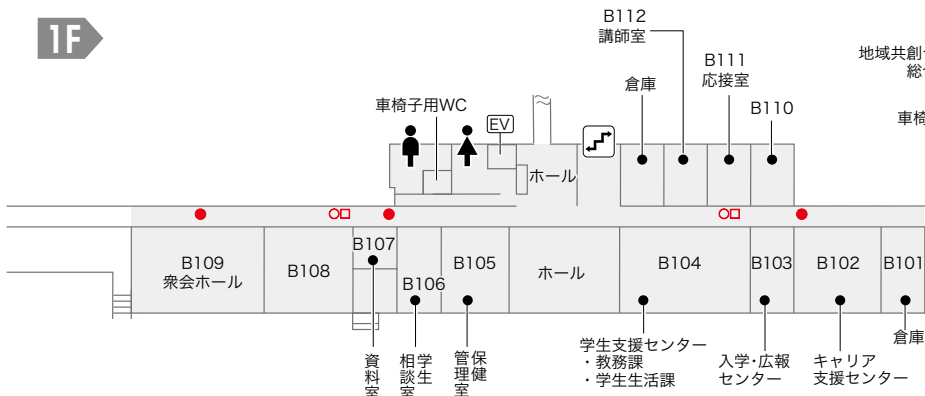 1F
B112
講師室
B111
応接室
倉庫
B110
地域共創
総
車椅
車椅子用WC
EV
ホール
B109
衆会ホール
B108
B107
B106
B105
ホール
B104
B103
B102
B101
資料室
学生
相談室
保健
管理室
学生支援センター
・教務課
・学生生活課
入学・広報
センター
キャリア
支援センター
倉庫